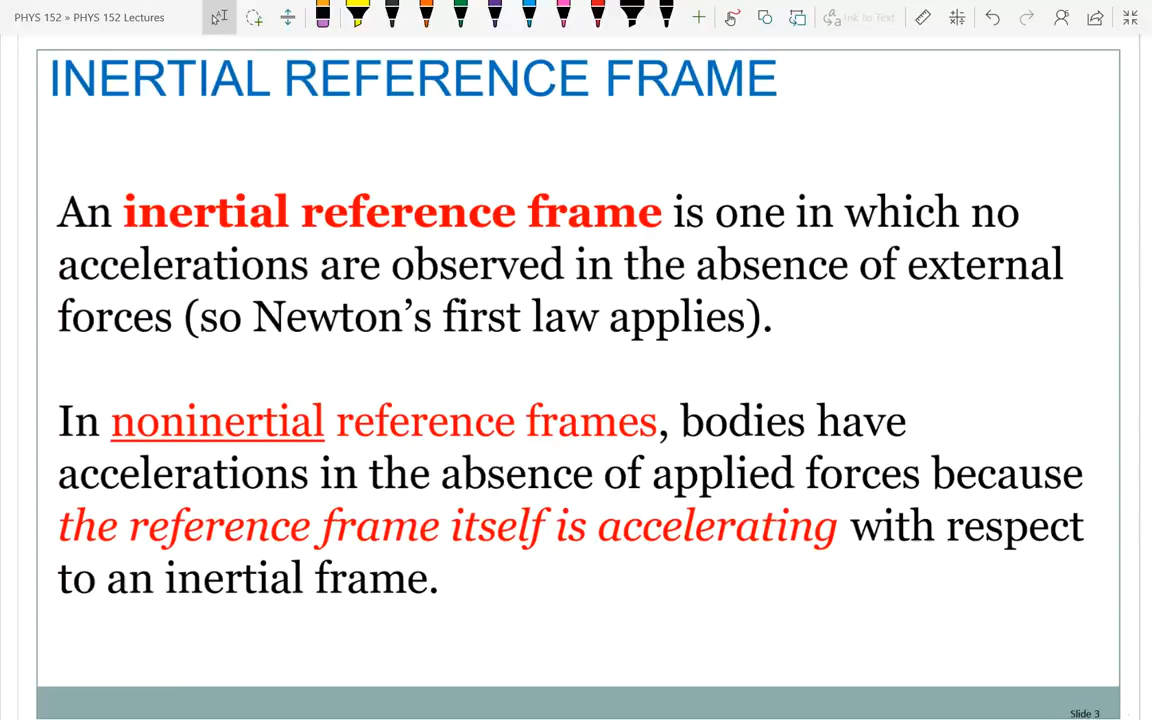 PHYS 152 » PHYS 152 Lectures
Ink to Text
INERTIAL REFERENCE FRAME
An inertial reference frame is one in which no
accelerations are observed in the absence of external
forces (so Newton’s first law applies).
In noninertial reference frames, bodies have
accelerations in the absence of applied forces because
the reference frame itself is accelerating with respect
to an inertial frame.
Slide 3